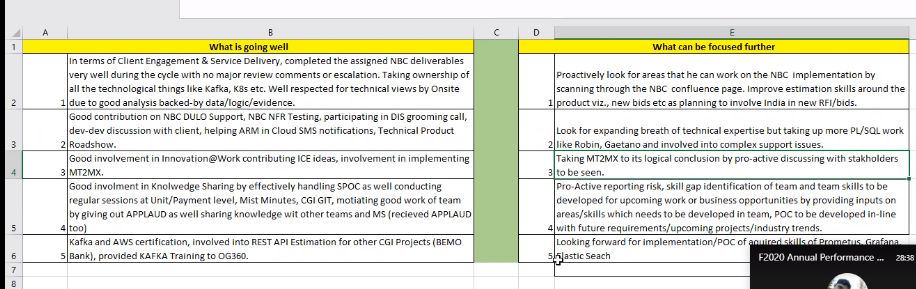 A B C D E
1 What is going well What can be focused further
In terms of Client Engagement & Service Delivery, completed the assigned NBC deliverables
very well during the cycle with no major review comments or escalation. Taking ownership of
all the technological things like Kafka, K8s etc. Well respected for technical views by Onsite
2 1 due to good analysis backed-by data/logic/evidence.
Proactively look for areas that he can work on the NBC implementation by
scanning through the NBC confluence page. Improve estimation skills around the
1 product viz., new bids etc as planning to involve India in new RFI/bids.
Good contribution on NBC DULO Support, NBC NFR Testing, participating in DIS grooming call,
dev-dev discussion with client, helping ARM in Cloud SMS notifications, Technical Product
3 2 Roadshow.
Look for expanding breath of technical expertise but taking up more PL/SQL work
2 like Robin, Gaetano and involved into complex support issues.
Good involvement in Innovation@Work contributing ICE ideas, involvement in implementing
4 3 MT2MX.
Taking MT2MX to its logical conclusion by pro-active discussing with stakholders
3 to be seen.
Good involment in Knolwedge Sharing by effectively handling SPOC as well conducting
regular sessions at Unit/Payment level, Mist Minutes, CGI GIT, motiating good work of team
by giving out APPLAUD as well sharing knowledge wit other teams and MS (recieved APPLAUD
5 4 too)
Pro-Active reporting risk, skill gap identification of team and team skills to be
developed for upcoming work or business opportunities by providing inputs on
areas/skills which needs to be developed in team, POC to be developed in-line
4 with future requirements/upcoming projects/industry trends.
Kafka and AWS certification, involved into REST API Estimation for other CGI Projects (BEMO
6 5 Bank), provided KAFKA Training to OG360.
Looking forward for implementation/POC of aquired skills of Prometus, Grafana,
5 Elastic Seach
7
8
F2020 Annual Performance ... 28:38